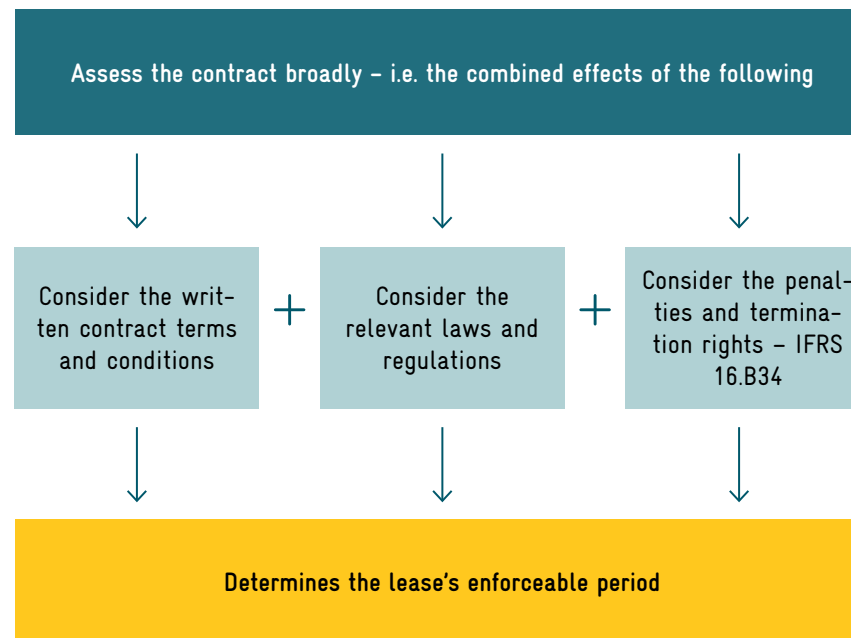 Assess the contract broadly – i.e. the combined effects of the following
Consider the writ-
ten contract terms
and conditions
+
Consider the
relevant laws and
regulations
+
Consider the penal-
ties and termina-
tion rights – IFRS
16.B34
Determines the lease's enforceable period